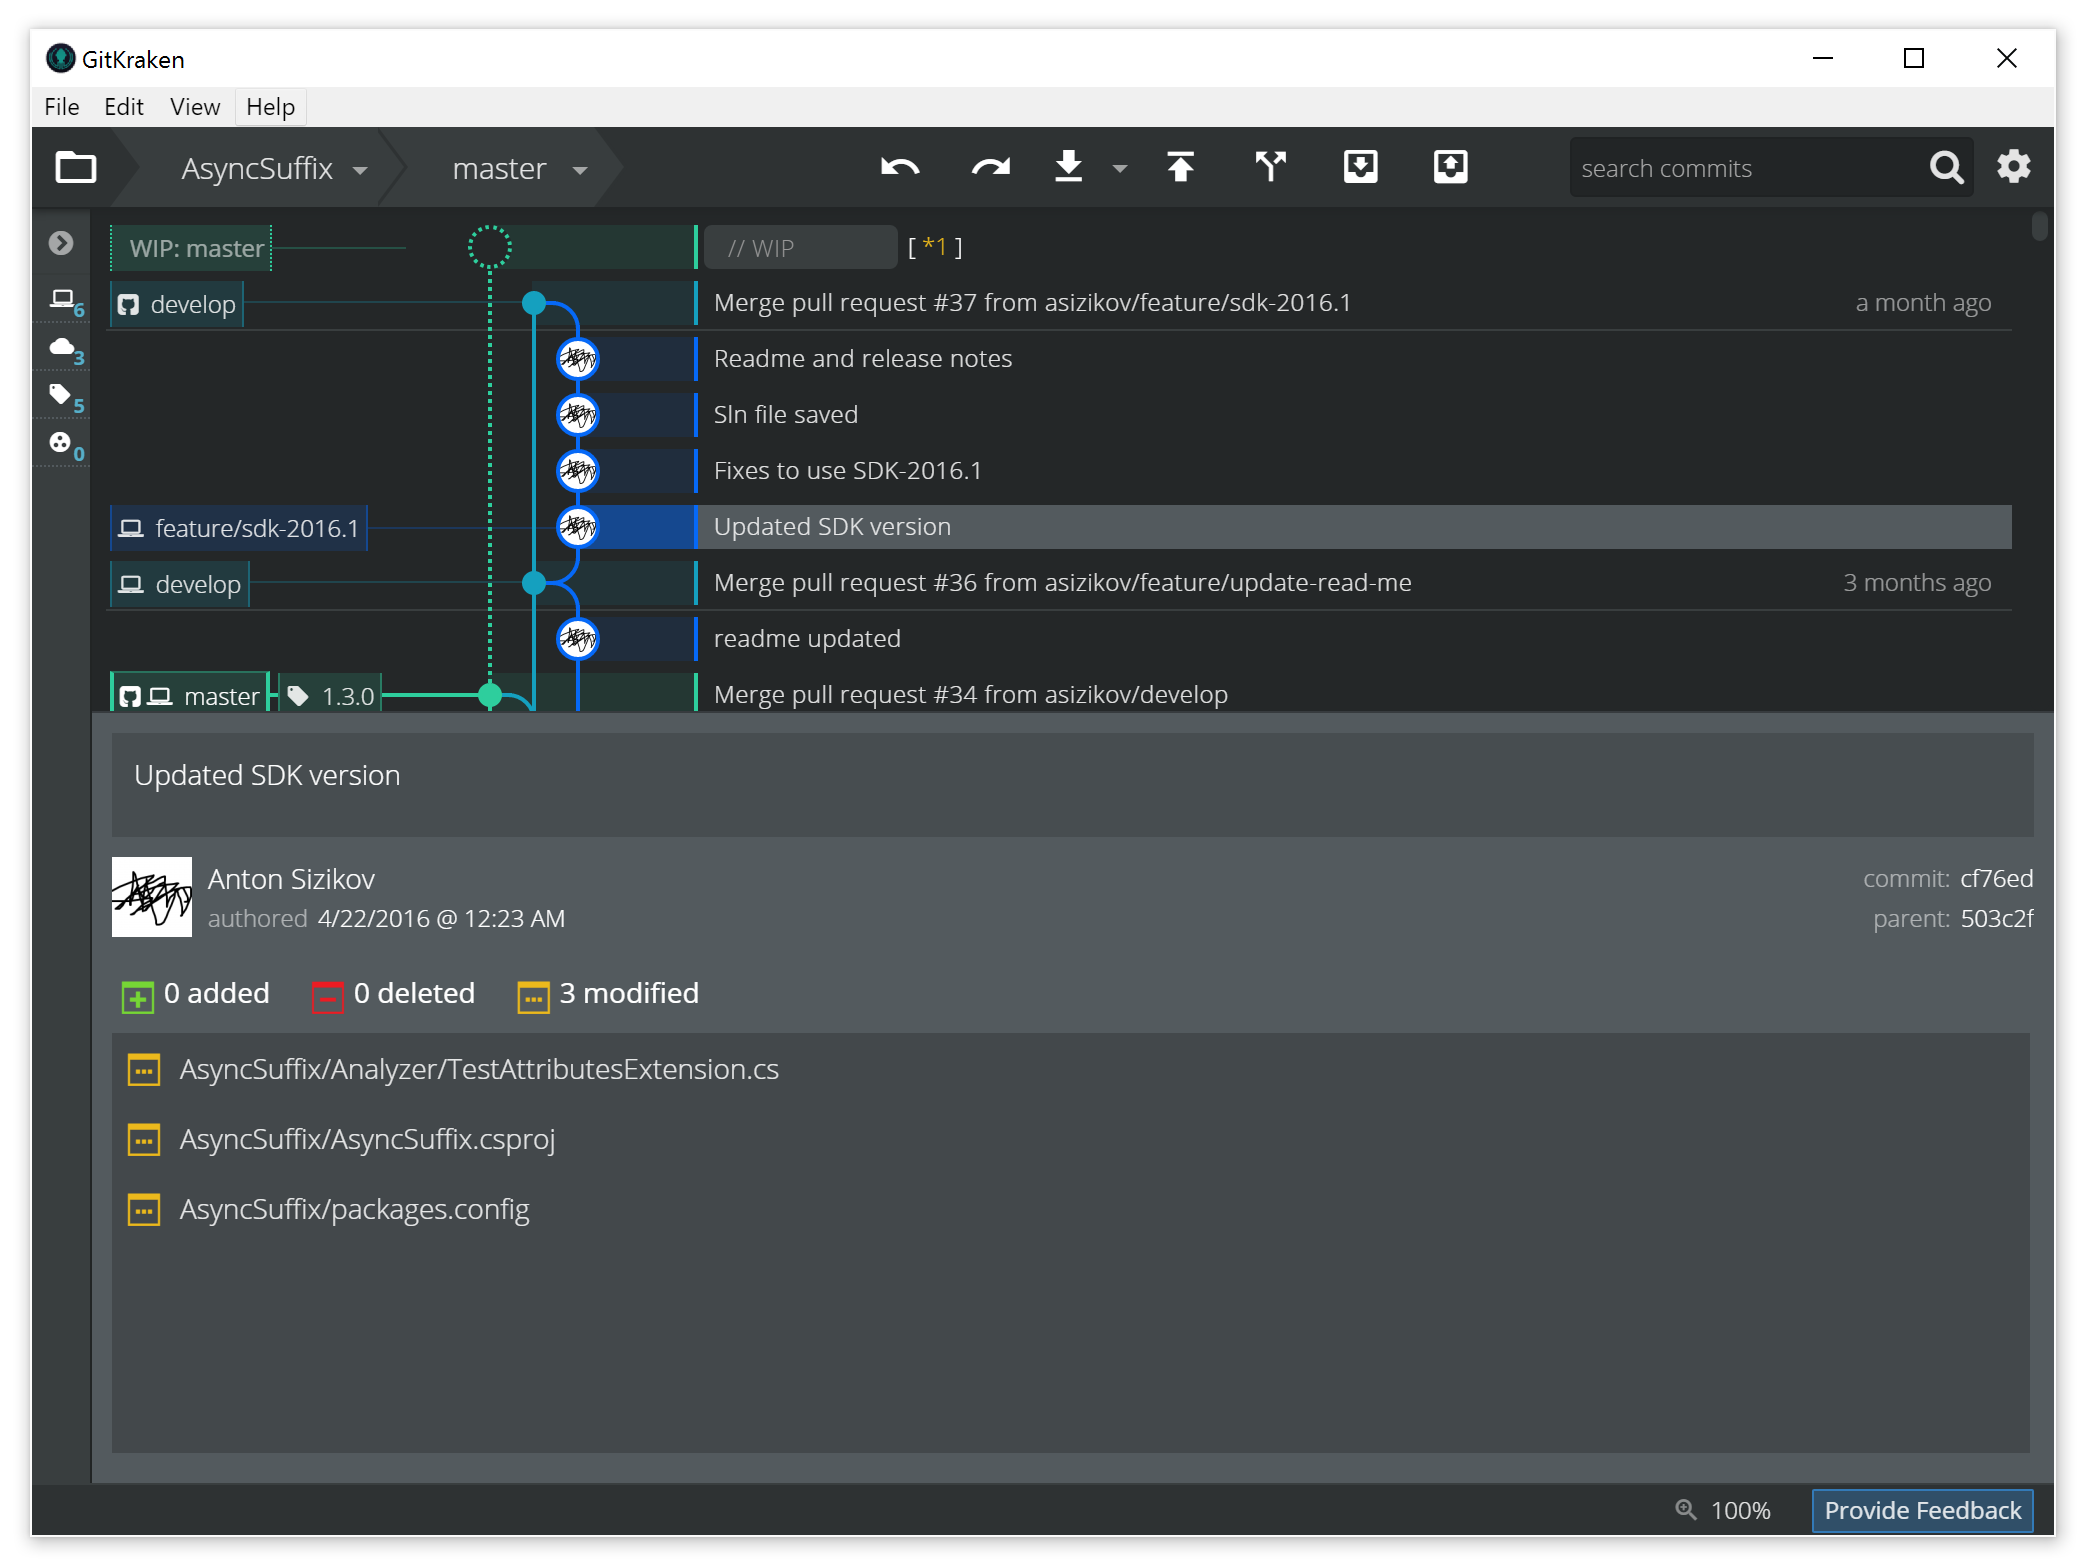 GitKraken
File Edit View Help
AsyncSuffix master search commits
WIP: master // WIP [ *1 ]
6 develop Merge pull request #37 from asizikov/feature/sdk-2016.1 a month ago
3 Readme and release notes
5 Sln file saved
0 Fixes to use SDK-2016.1
feature/sdk-2016.1 Updated SDK version
develop Merge pull request #36 from asizikov/feature/update-read-me 3 months ago
readme updated
master 1.3.0 Merge pull request #34 from asizikov/develop
Updated SDK version
Anton Sizikov commit: cf76ed
authored 4/22/2016 @ 12:23 AM parent: 503c2f
0 added 0 deleted 3 modified
AsyncSuffix/Analyzer/TestAttributesExtension.cs
AsyncSuffix/AsyncSuffix.csproj
AsyncSuffix/packages.config
100% Provide Feedback